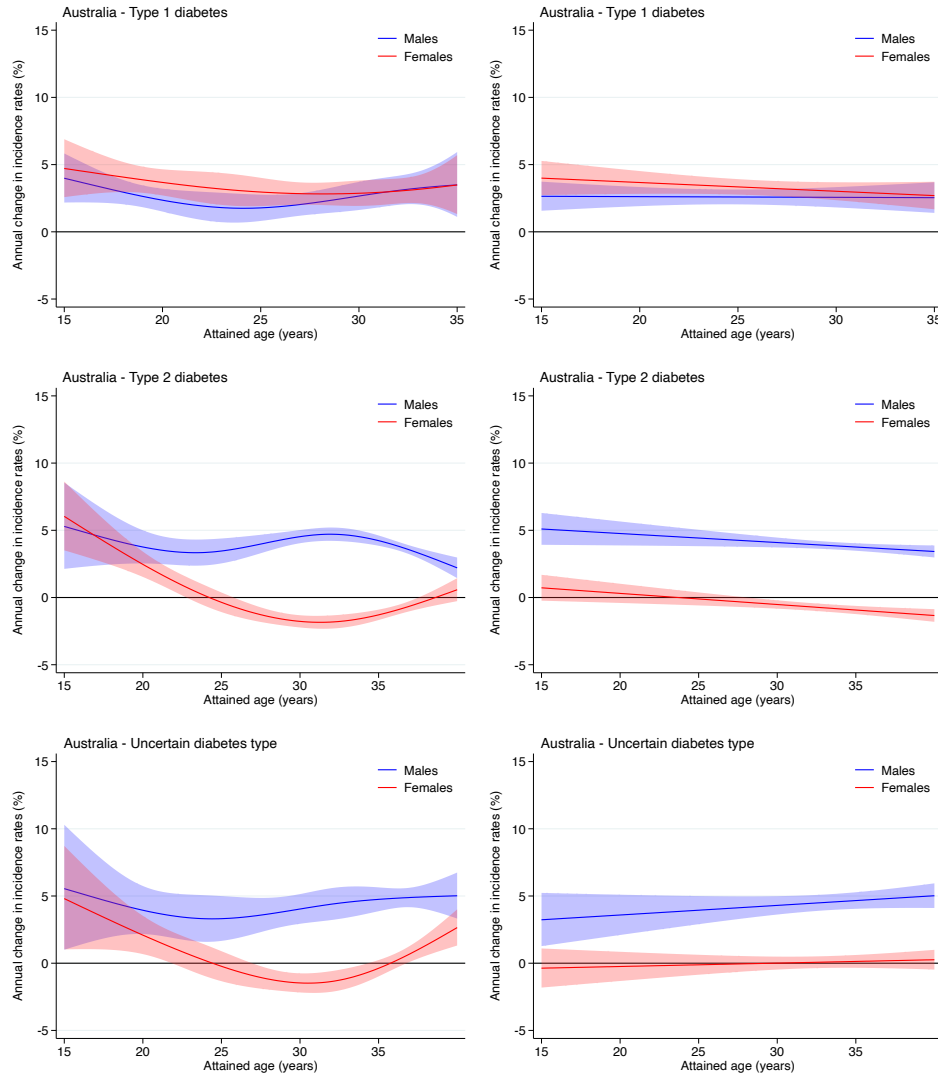 Australia - Type 1 diabetes
Annual change in incidence rates (%)
15
10
5
0
-5
Males
Females
15 20 25 30 35
Attained age (years)
Australia - Type 1 diabetes
Annual change in incidence rates (%)
15
10
5
0
-5
Males
Females
15 20 25 30 35
Attained age (years)
Australia - Type 2 diabetes
Annual change in incidence rates (%)
15
10
5
0
-5
Males
Females
15 20 25 30 35
Attained age (years)
Australia - Type 2 diabetes
Annual change in incidence rates (%)
15
10
5
0
-5
Males
Females
15 20 25 30 35
Attained age (years)
Australia - Uncertain diabetes type
Annual change in incidence rates (%)
15
10
5
0
-5
Males
Females
15 20 25 30 35
Attained age (years)
Australia - Uncertain diabetes type
Annual change in incidence rates (%)
15
10
5
0
-5
Males
Females
15 20 25 30 35
Attained age (years)